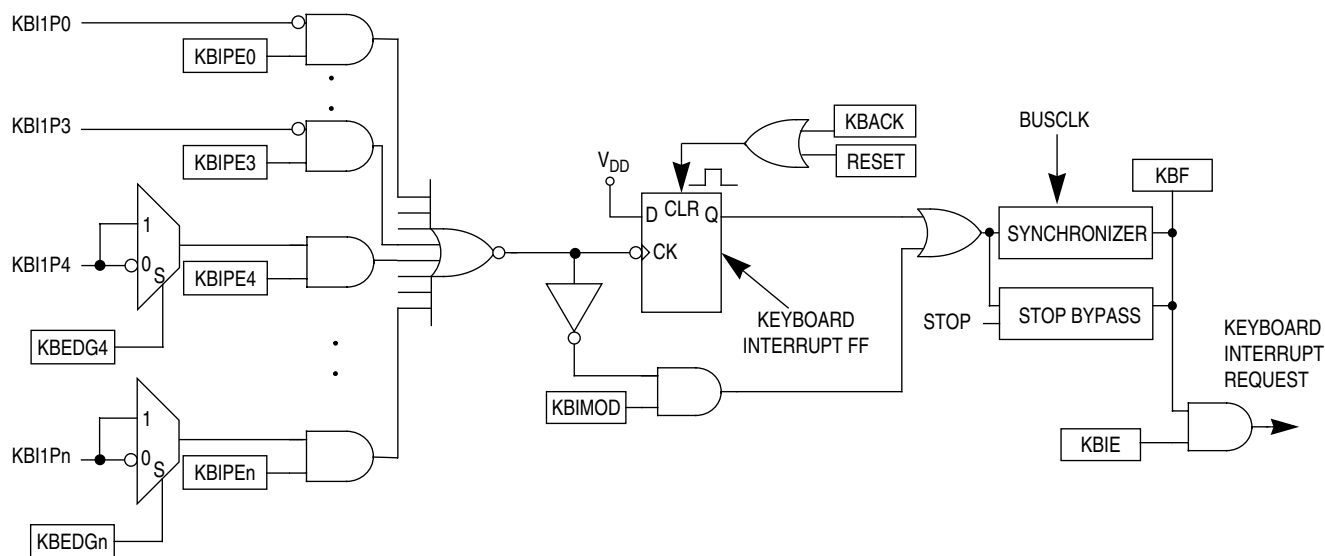 KBI1P0
KBIPE0
KBI1P3
KBIPE3
KBACK
RESET
BUSCLK
KBF
VDD
D CLR Q
CK
SYNCHRONIZER
1
KBI1P4
0
S
KBIPE4
KBEDG4
STOP
STOP BYPASS
KEYBOARD
INTERRUPT FF
KEYBOARD
INTERRUPT
REQUEST
KBIMOD
1
KBI1Pn
0
S
KBIPEn
KBIE
KBEDGn